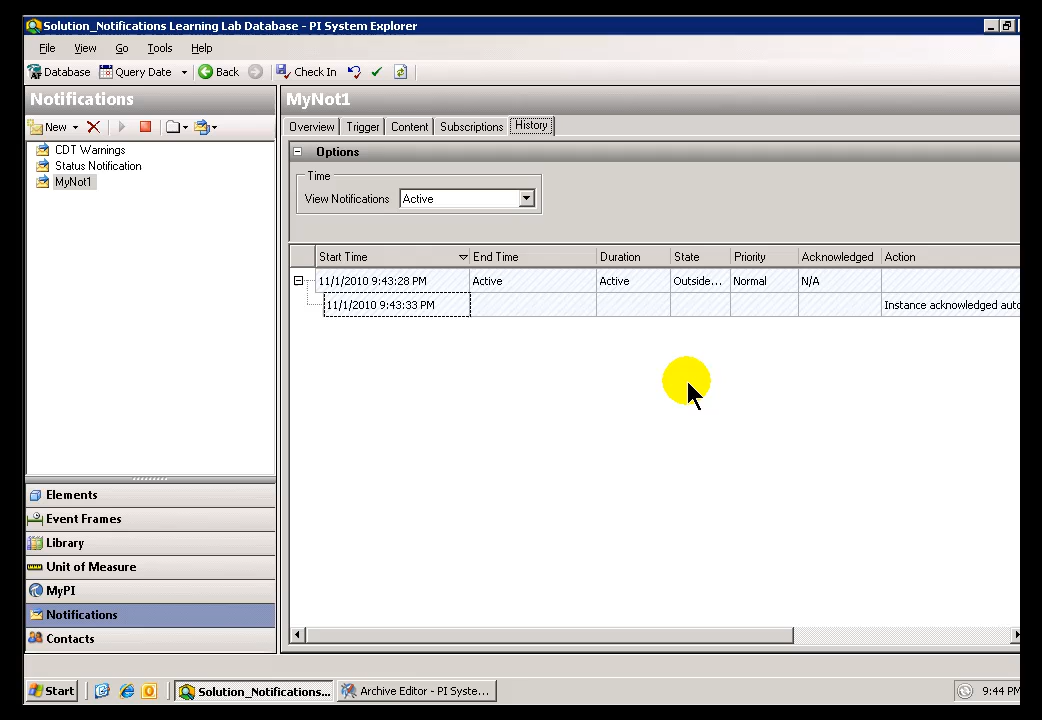 Solution_Notifications Learning Lab Database - PI System Explorer
File View Go Tools Help
Database Query Date Back Check In
Notifications
MyNot1
New
Overview Trigger Content Subscriptions History
CDT Warnings
Status Notification
MyNot1
Options
Time
View Notifications Active
Start Time End Time Duration State Priority Acknowledged Action
11/1/2010 9:43:28 PM Active Active Outside... Normal N/A
11/1/2010 9:43:33 PM Instance acknowledged auto
Elements
Event Frames
Library
Unit of Measure
MyPI
Notifications
Contacts
Start Solution_Notifications... Archive Editor - PI Syste... 9:44 PM